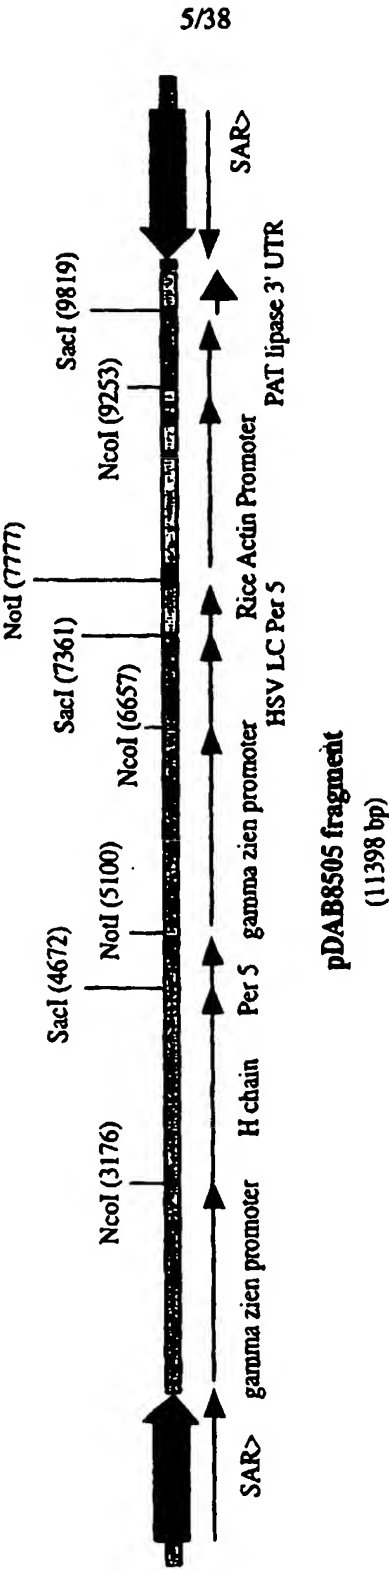 5/38
SacI (9819)
NcoI (9253)
NotI (7777)
SacI (7361)
NcoI (6657)
NotI (5100)
SacI (4672)
NcoI (3176)
SAR>
gamma zien promoter
H chain
Per 5
gamma zien promoter
HSV LC Per 5
Rice Actin Promoter
PAT lipase 3' UTR
SAR>
pDAB8505 fragment
(11398 bp)